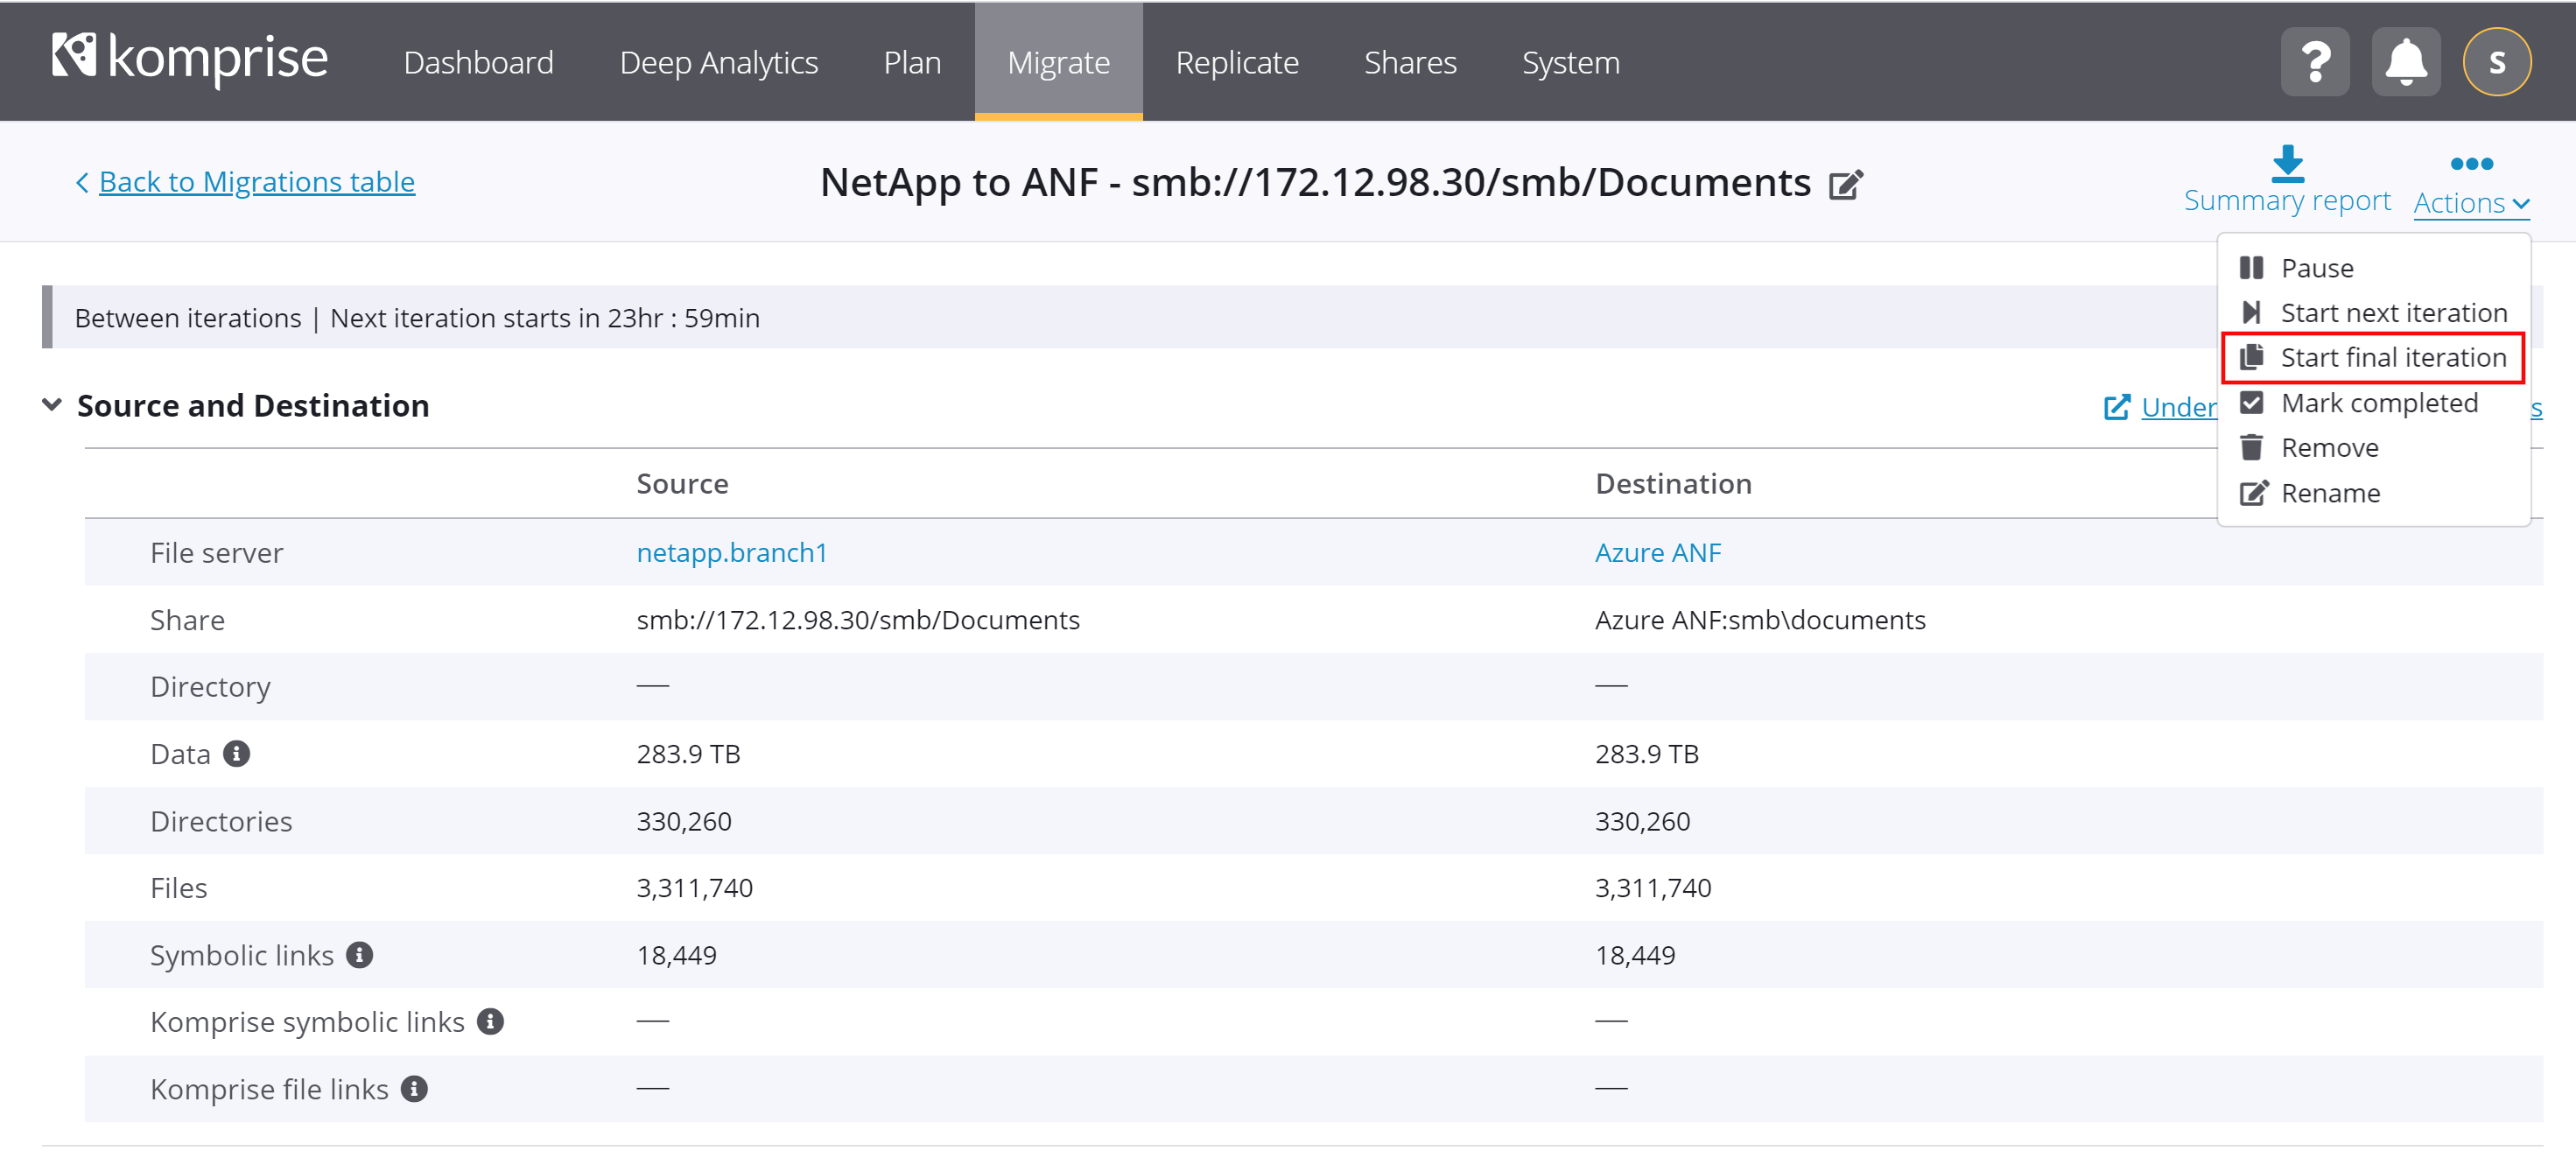 komprise Dashboard Deep Analytics Plan Migrate Replicate Shares System ? S
Back to Migrations table
NetApp to ANF - smb://172.12.98.30/smb/Documents
Summary report
Actions
Pause
Start next iteration
Start final iteration
Mark completed
Remove
Rename
Between iterations | Next iteration starts in 23hr : 59min
Source and Destination
Source Destination
File server netapp.branch1 Azure ANF
Share smb://172.12.98.30/smb/Documents Azure ANF:smb\documents
Directory — —
Data i 283.9 TB 283.9 TB
Directories 330,260 330,260
Files 3,311,740 3,311,740
Symbolic links i 18,449 18,449
Komprise symbolic links i — —
Komprise file links i — —